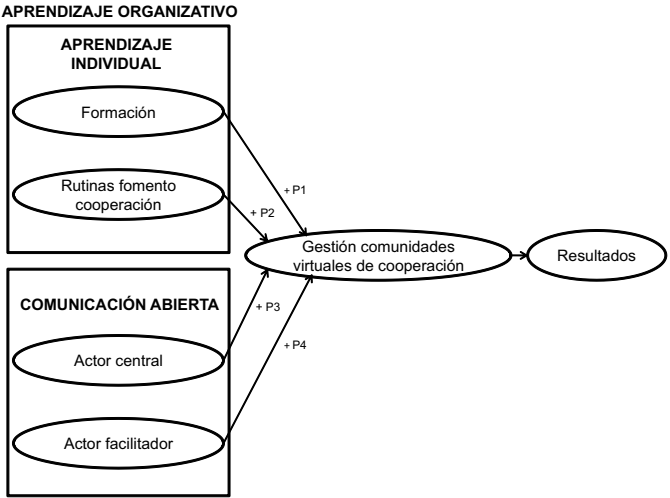 APRENDIZAJE ORGANIZATIVO
APRENDIZAJE
INDIVIDUAL
Formación
Rutinas fomento
cooperación
+ P1
+ P2
Gestión comunidades
virtuales de cooperación
Resultados
COMUNICACIÓN ABIERTA
+ P3
+ P4
Actor central
Actor facilitador